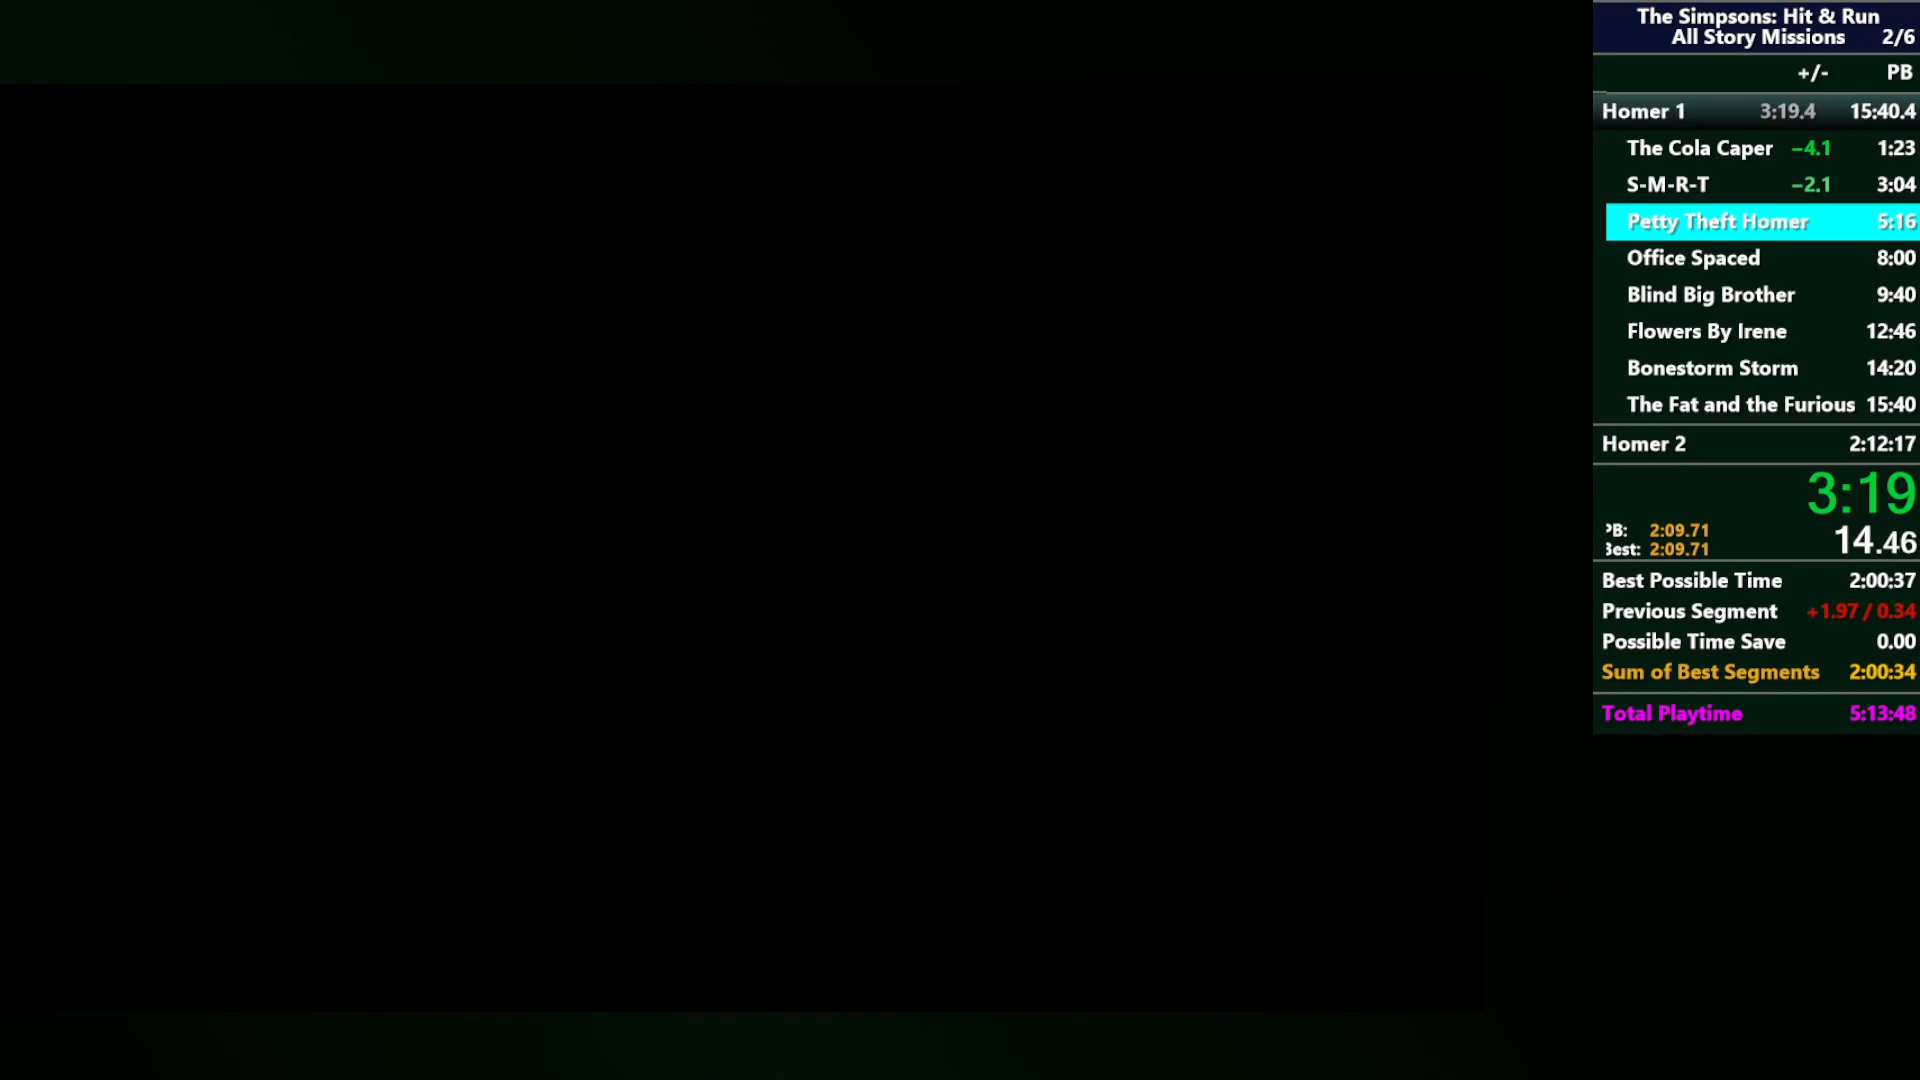 The Simpsons: Hit & Run
All Story Missions 2/6
+/- PB
Homer 1 3:19.4 15:40.4
The Cola Caper −4.1 1:23
S-M-R-T −2.1 3:04
Petty Theft Homer 5:16
Office Spaced 8:00
Blind Big Brother 9:40
Flowers By Irene 12:46
Bonestorm Storm 14:20
The Fat and the Furious 15:40
Homer 2 2:12:17
3:19
PB: 2:09.71
Best: 2:09.71
14.46
Best Possible Time 2:00:37
Previous Segment +1.97 / 0.34
Possible Time Save 0.00
Sum of Best Segments 2:00:34
Total Playtime 5:13:48